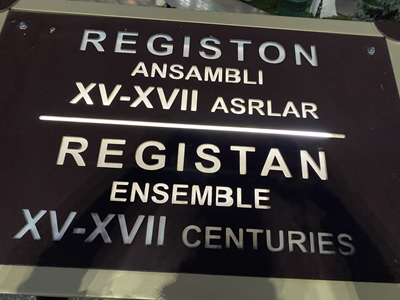 REGISTON
ANSAMBLI
XV-XVII ASRLAR
REGISTAN
ENSEMBLE
XV-XVII CENTURIES